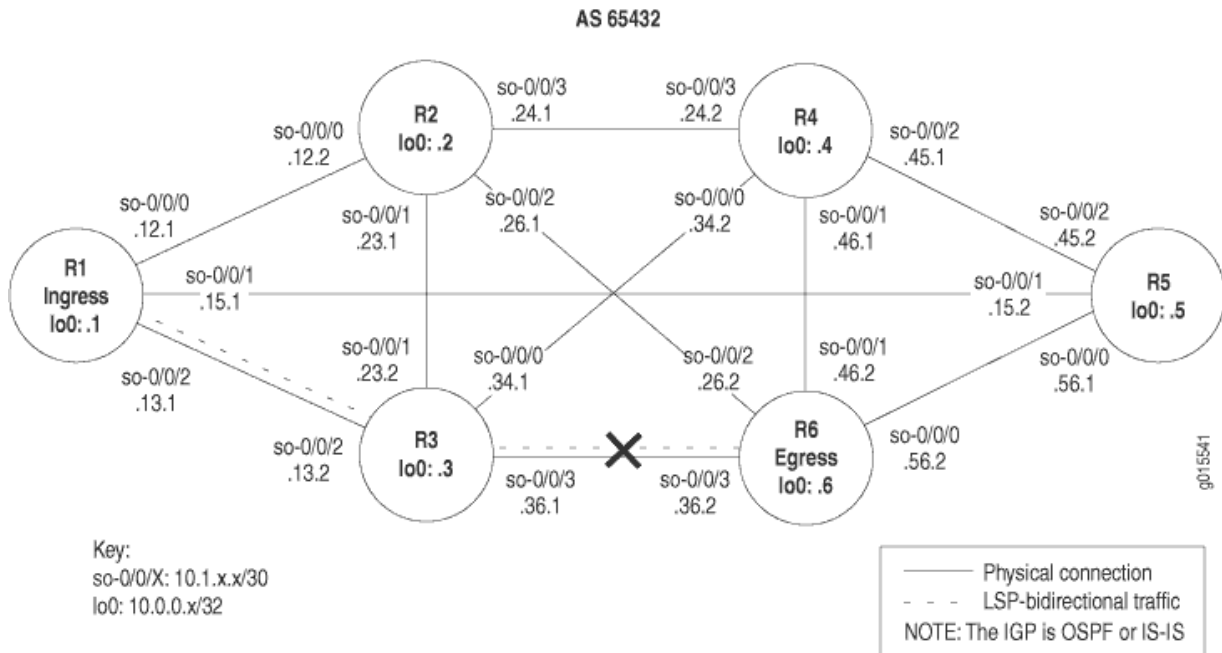 AS 65432
so-0/0/3
.24.1
so-0/0/3
.24.2
R2
lo0: .2
R4
lo0: .4
so-0/0/0
.12.2
so-0/0/2
.45.1
so-0/0/0
.12.1
so-0/0/1
.23.1
so-0/0/2
.26.1
so-0/0/0
.34.2
so-0/0/1
.46.1
so-0/0/2
.45.2
R1
Ingress
lo0: .1
so-0/0/1
.15.1
so-0/0/1
.15.2
R5
lo0: .5
so-0/0/2
.13.1
so-0/0/1
.23.2
so-0/0/0
.34.1
so-0/0/2
.26.2
so-0/0/1
.46.2
so-0/0/0
.56.1
so-0/0/2
.13.2
R3
lo0: .3
R6
Egress
lo0: .6
so-0/0/0
.56.2
so-0/0/3
.36.1
so-0/0/3
.36.2
g015541
Key:
so-0/0/X: 10.1.x.x/30
lo0: 10.0.0.x/32
Physical connection
LSP-bidirectional traffic
NOTE: The IGP is OSPF or IS-IS